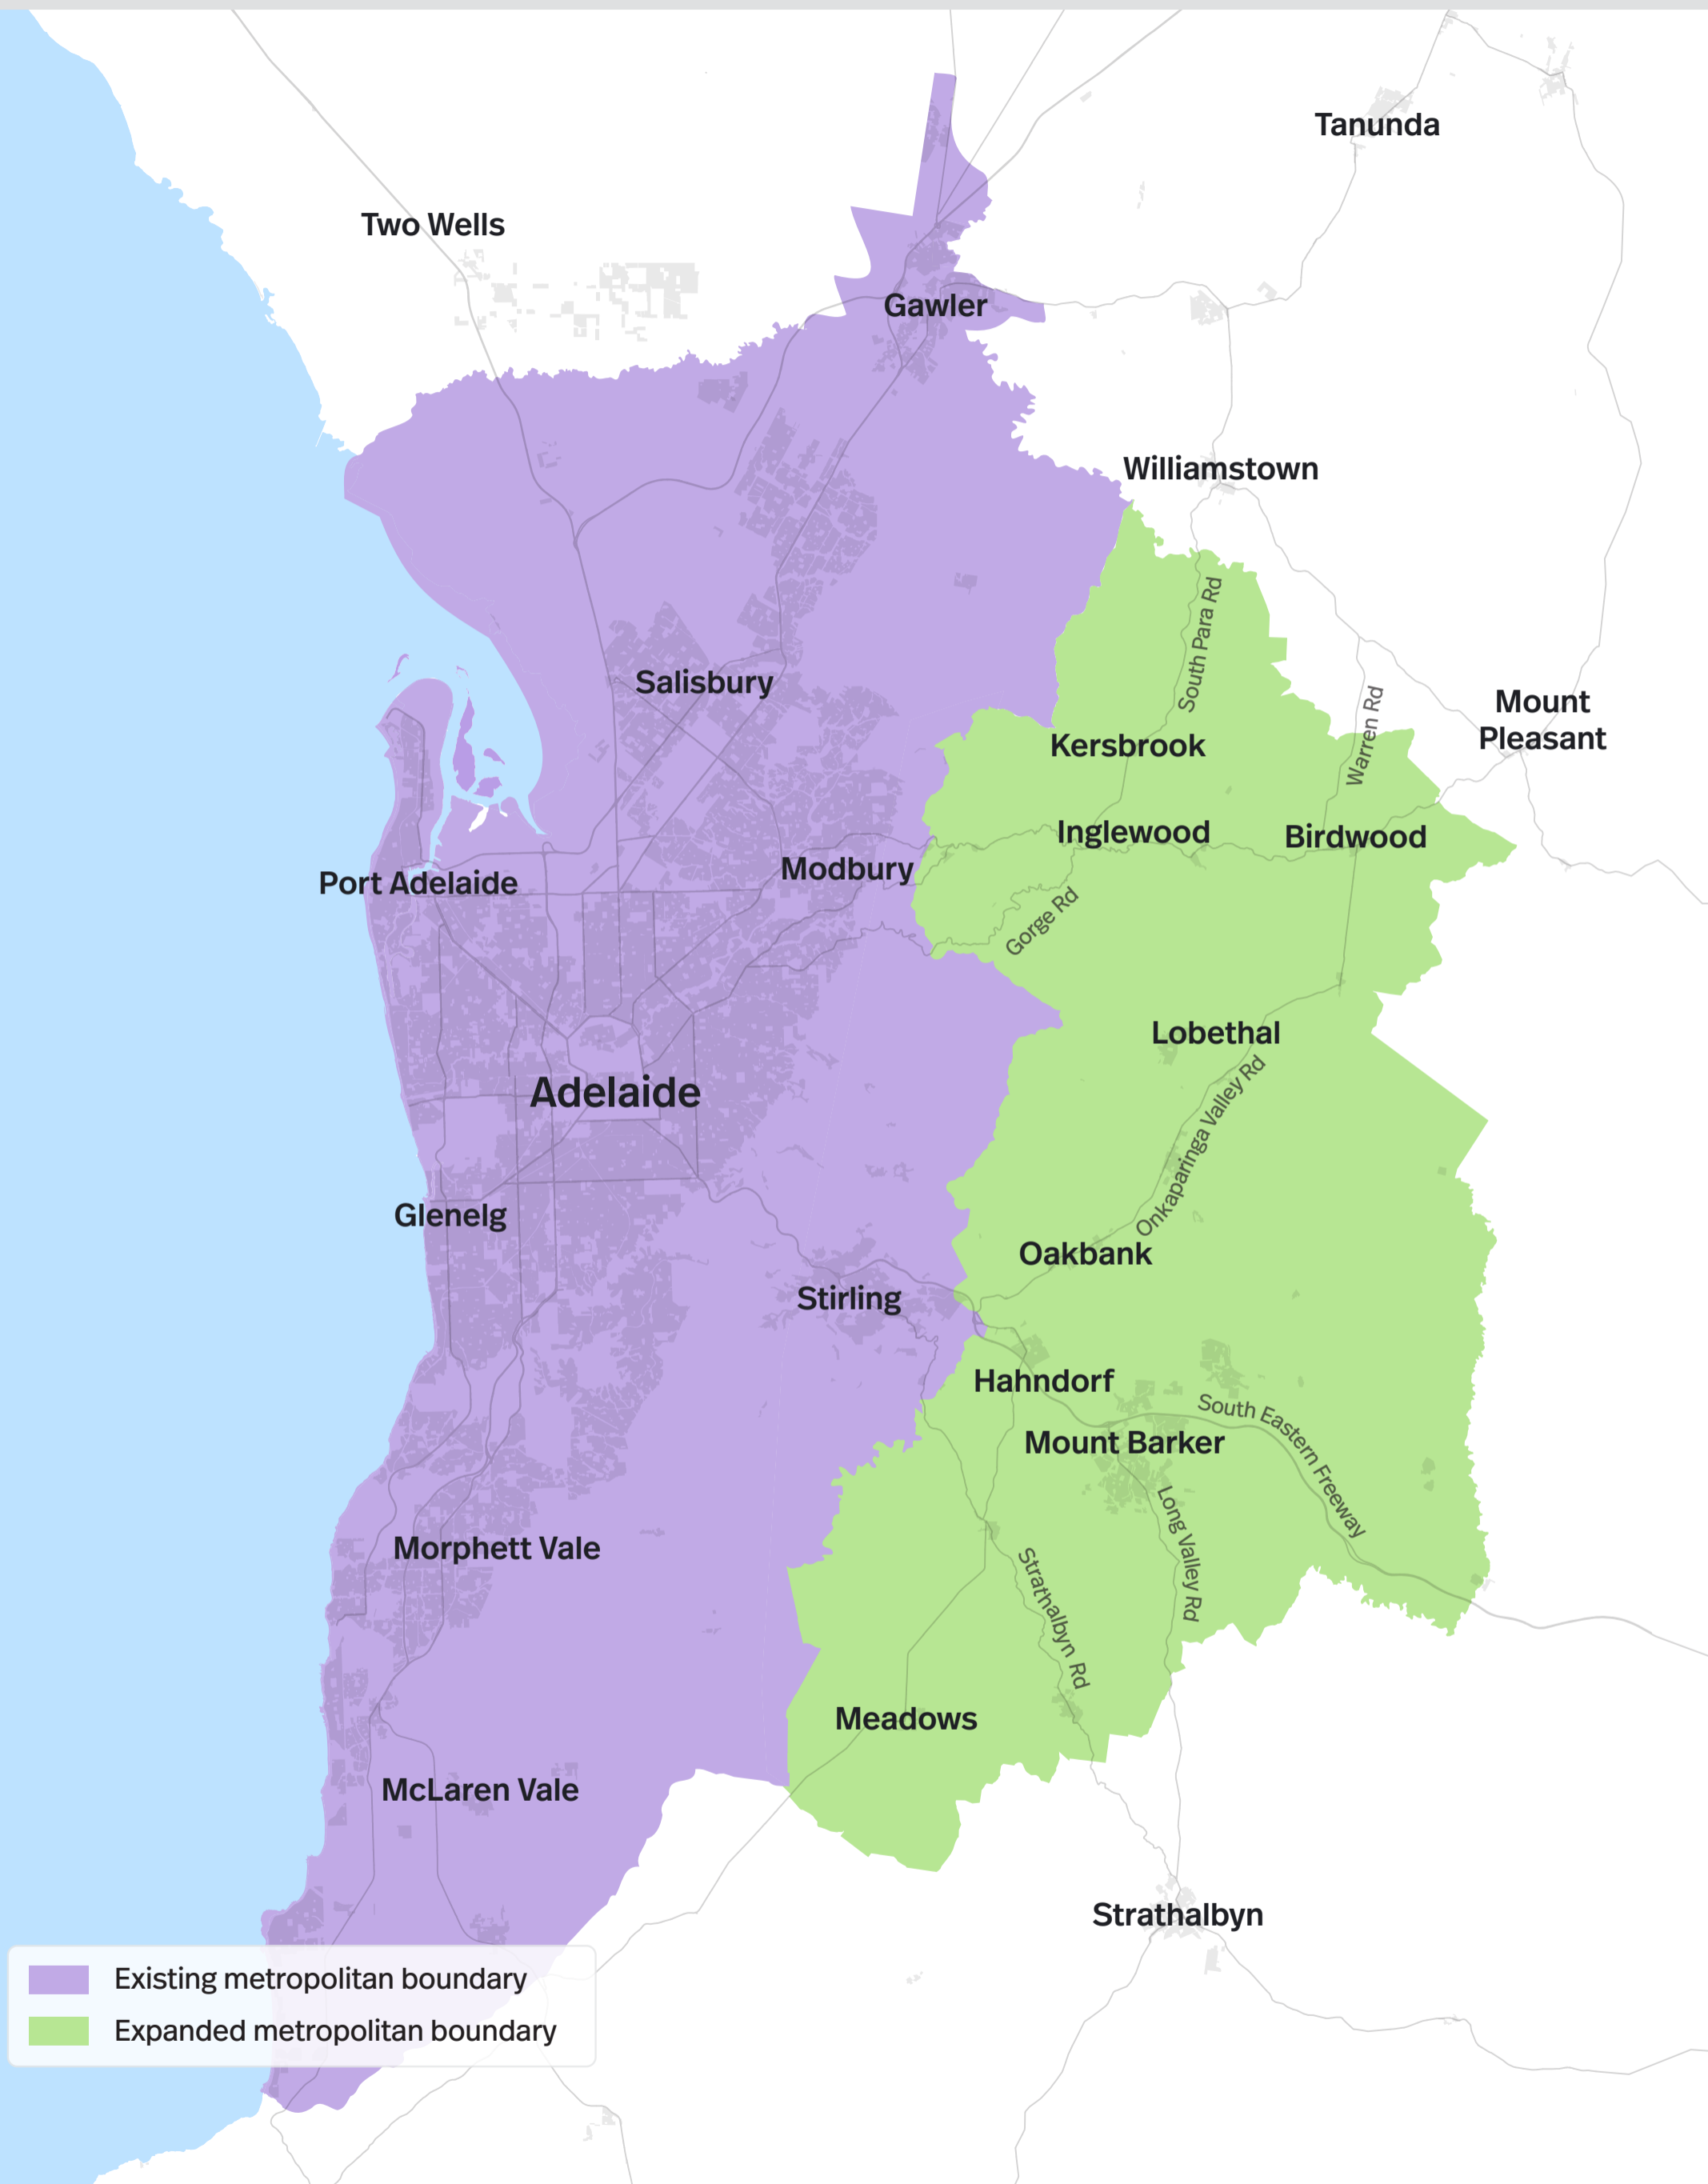 Tanunda
Two Wells
Gawler
Williamstown
South Para Rd
Salisbury
Warren Rd
Mount
Pleasant
Kersbrook
Inglewood
Birdwood
Modbury
Port Adelaide
Gorge Rd
Lobethal
Adelaide
Onkaparinga Valley Rd
Glenelg
Oakbank
Stirling
Hahndorf
South Eastern Freeway
Mount Barker
Long Valley Rd
Morphett Vale
Strathalbyn Rd
Meadows
McLaren Vale
Strathalbyn
Existing metropolitan boundary
Expanded metropolitan boundary